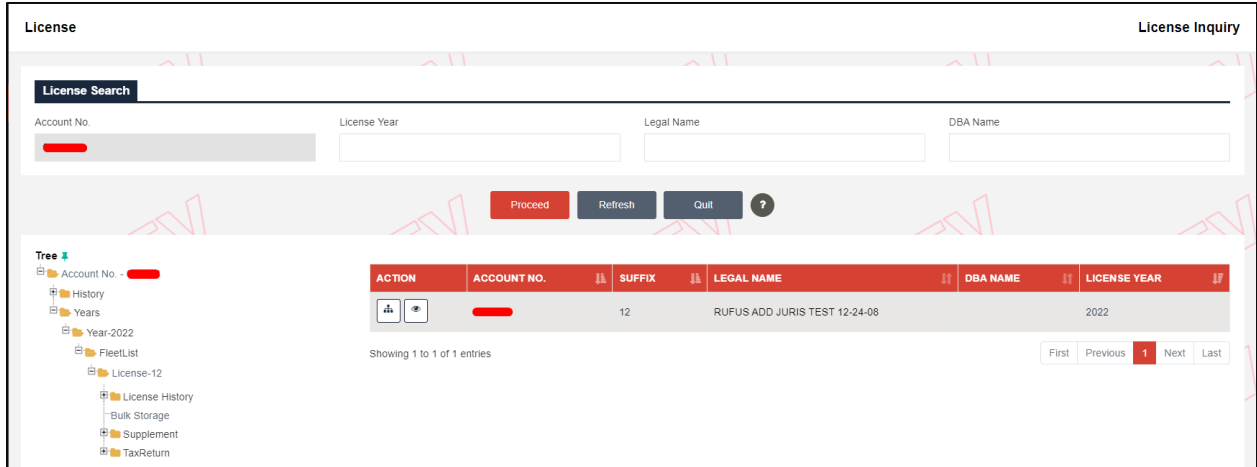 License License Inquiry
License Search
Account No. License Year Legal Name DBA Name
Proceed Refresh Quit ?
Tree
Account No. -
History
Years
Year-2022
FleetList
License-12
License History
Bulk Storage
Supplement
TaxReturn
ACTION ACCOUNT NO. SUFFIX LEGAL NAME DBA NAME LICENSE YEAR
12 RUFUS ADD JURIS TEST 12-24-08 2022
Showing 1 to 1 of 1 entries First Previous 1 Next Last